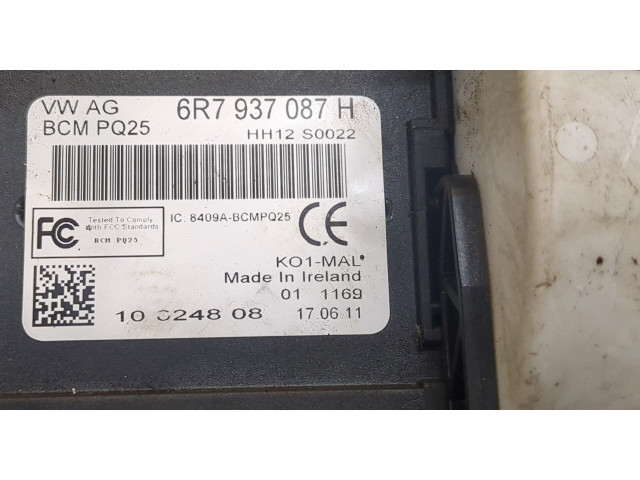 VW AG 6R7 937 087 H
BCM PQ25 HH12 S0022
FC Tested To Comply With FCC Standards
BCM PQ25
IC: 8409A-BCMPQ25 CE
KO1-MAL
Made In Ireland
01 1169
17.06.11